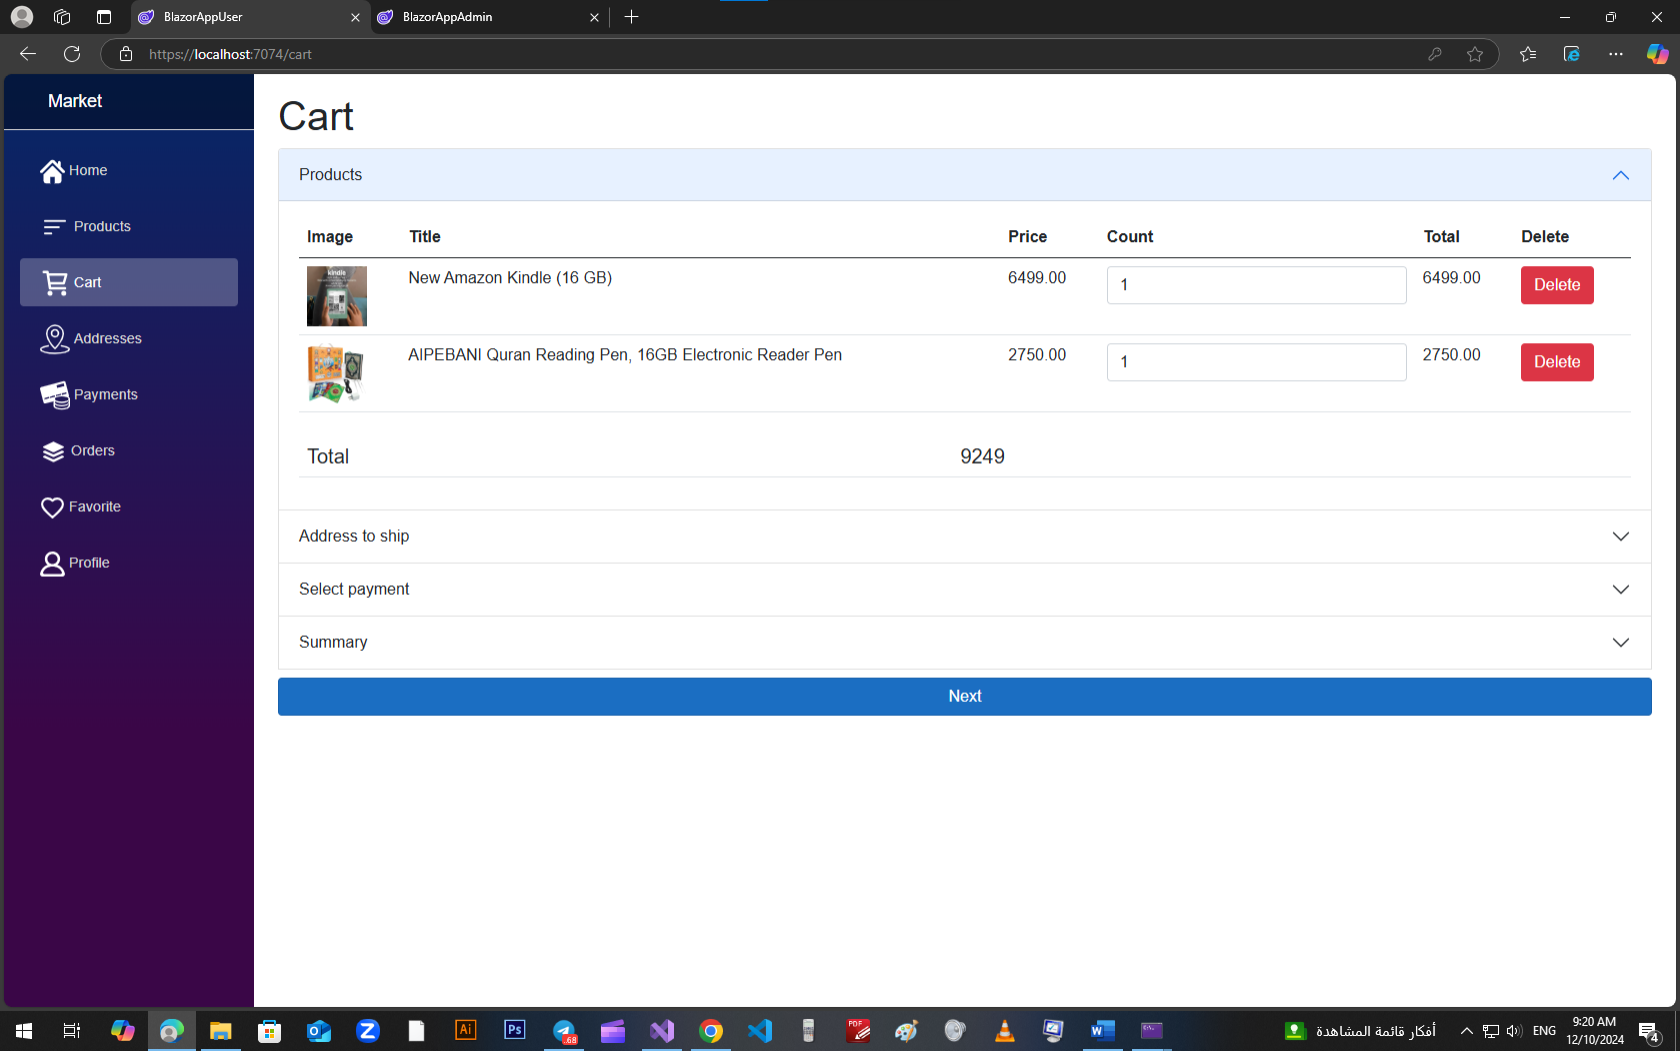 BlazorAppUser
BlazorAppAdmin
https://localhost:7074/cart
Market
Home
Products
Cart
Addresses
Payments
Orders
Favorite
Profile
Cart
Products
Image Title Price Count Total Delete
kindle
New Amazon Kindle (16 GB) 6499.00 1 6499.00 Delete
AIPEBANI Quran Reading Pen, 16GB Electronic Reader Pen 2750.00 1 2750.00 Delete
Total 9249
Address to ship
Select payment
Summary
Next
Ai
Ps
.68
PDF
أفكار قائمة المشاهدة
ENG
9:20 AM
12/10/2024
4